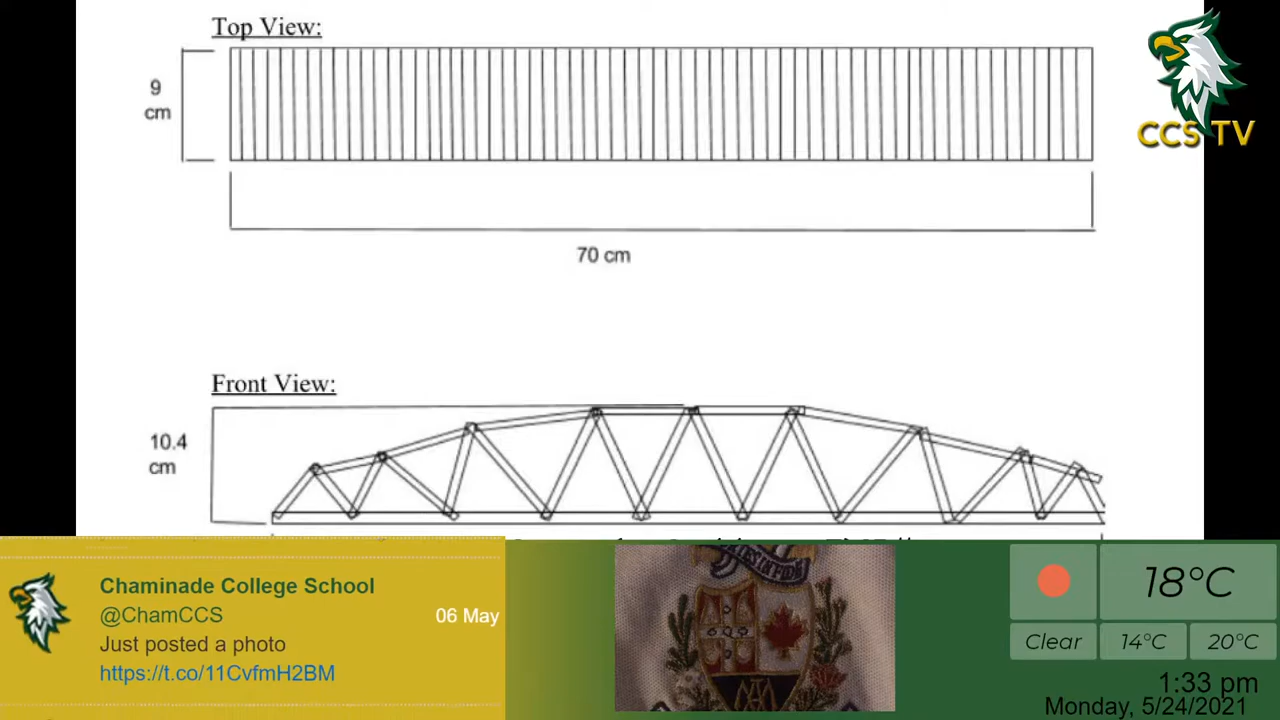 Top View:
9
cm
70 cm
Front View:
10.4
cm
CCS TV
Chaminade College School
@ChamCCS
06 May
Just posted a photo
https://t.co/11CvfmH2BM
18°C
Clear
14°C
20°C
1:33 pm
Monday, 5/24/2021